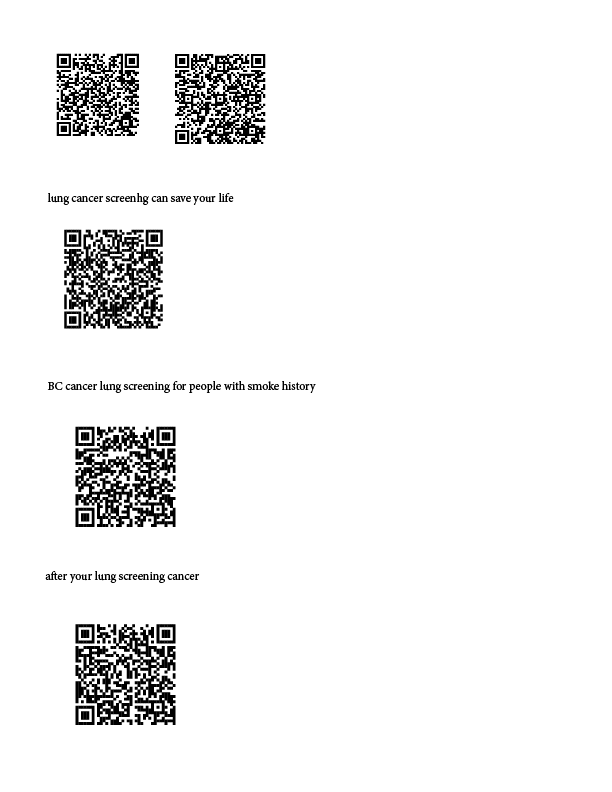 lung cancer screenhg can save your life
BC cancer lung screening for people with smoke history
after your lung screening cancer